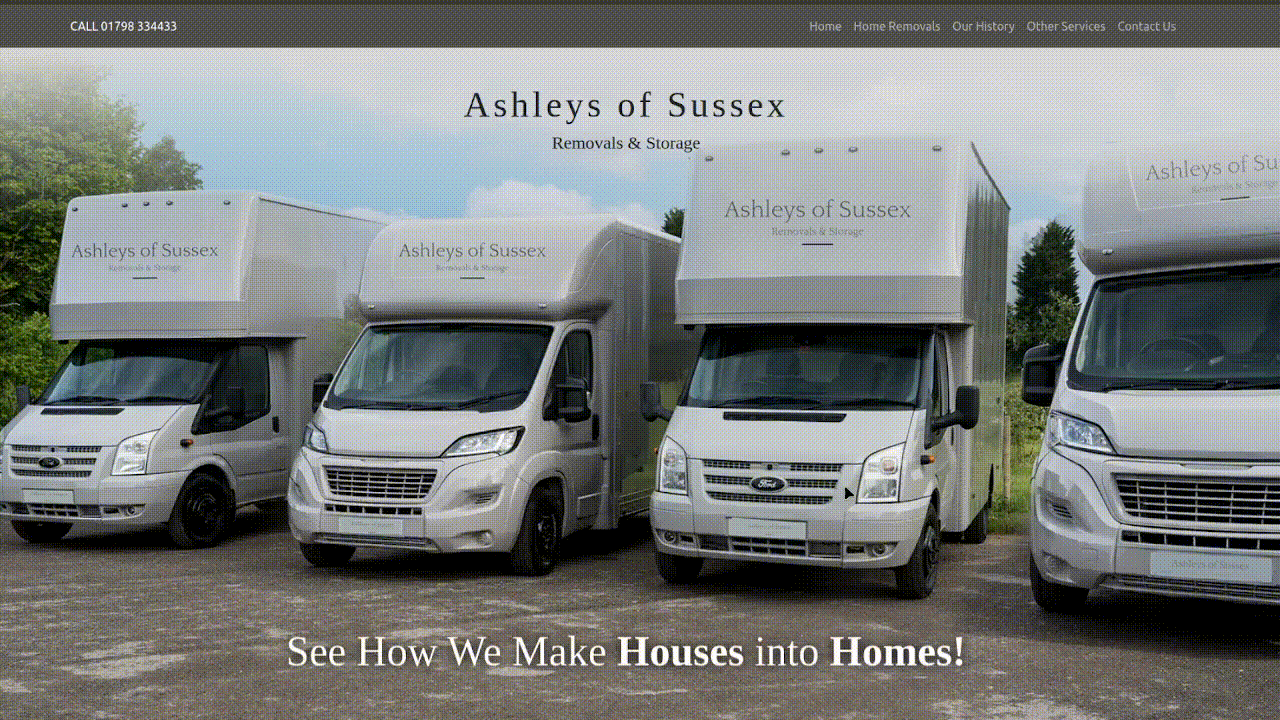 CALL 01798 334433
Home Home Removals Our History Other Services Contact Us
Ashleys of Sussex
Removals & Storage
Ashleys of Sussex
Removals & Storage
Ashleys of Sussex
Removals & Storage
Ashleys of Sussex
Removals & Storage
Ashleys of Su
Removals & Storage
Ford
Ashleys of Sussex
See How We Make Houses into Homes!